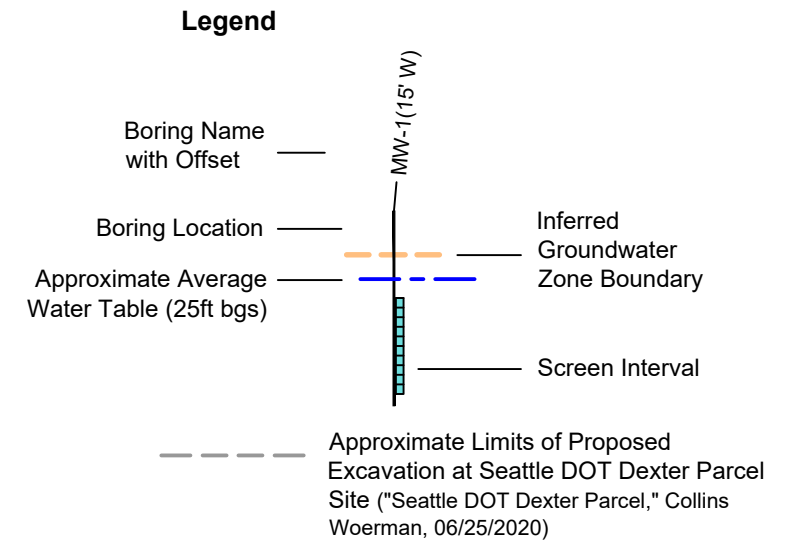 Legend
MW-1(15' W)
Boring Name
with Offset
Boring Location
Inferred
Groundwater
Zone Boundary
Approximate Average
Water Table (25ft bgs)
Screen Interval
Approximate Limits of Proposed
Excavation at Seattle DOT Dexter Parcel
Site ("Seattle DOT Dexter Parcel," Collins
Woerman, 06/25/2020)